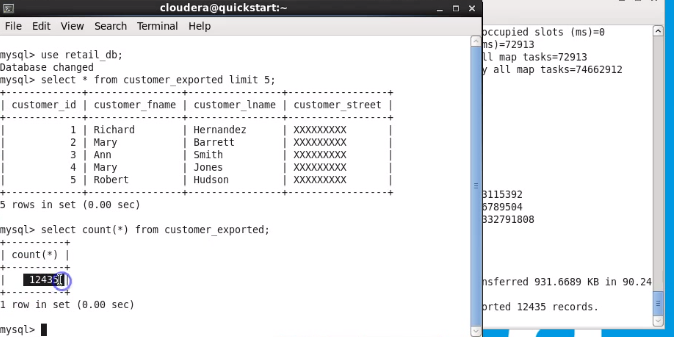 cloudera@quickstart:~
File Edit View Search Terminal Help
mysql> use retail_db;
Database changed
mysql> select * from customer_exported limit 5;
+-------------+----------------+----------------+-----------------+
| customer_id | customer_fname | customer_lname | customer_street |
+-------------+----------------+----------------+-----------------+
| 1 | Richard | Hernandez | XXXXXXXXX |
| 2 | Mary | Barrett | XXXXXXXXX |
| 3 | Ann | Smith | XXXXXXXXX |
| 4 | Mary | Jones | XXXXXXXXX |
| 5 | Robert | Hudson | XXXXXXXXX |
+-------------+----------------+----------------+-----------------+
5 rows in set (0.00 sec)
mysql> select count(*) from customer_exported;
+----------+
| count(*) |
+----------+
| 12435 |
+----------+
1 row in set (0.00 sec)
mysql>
occupied slots (ms)=0
ms)=72913
ll map tasks=72913
y all map tasks=74662912
3115392
6789504
332791808
nsferred 931.6689 KB in 90.24
orted 12435 records.